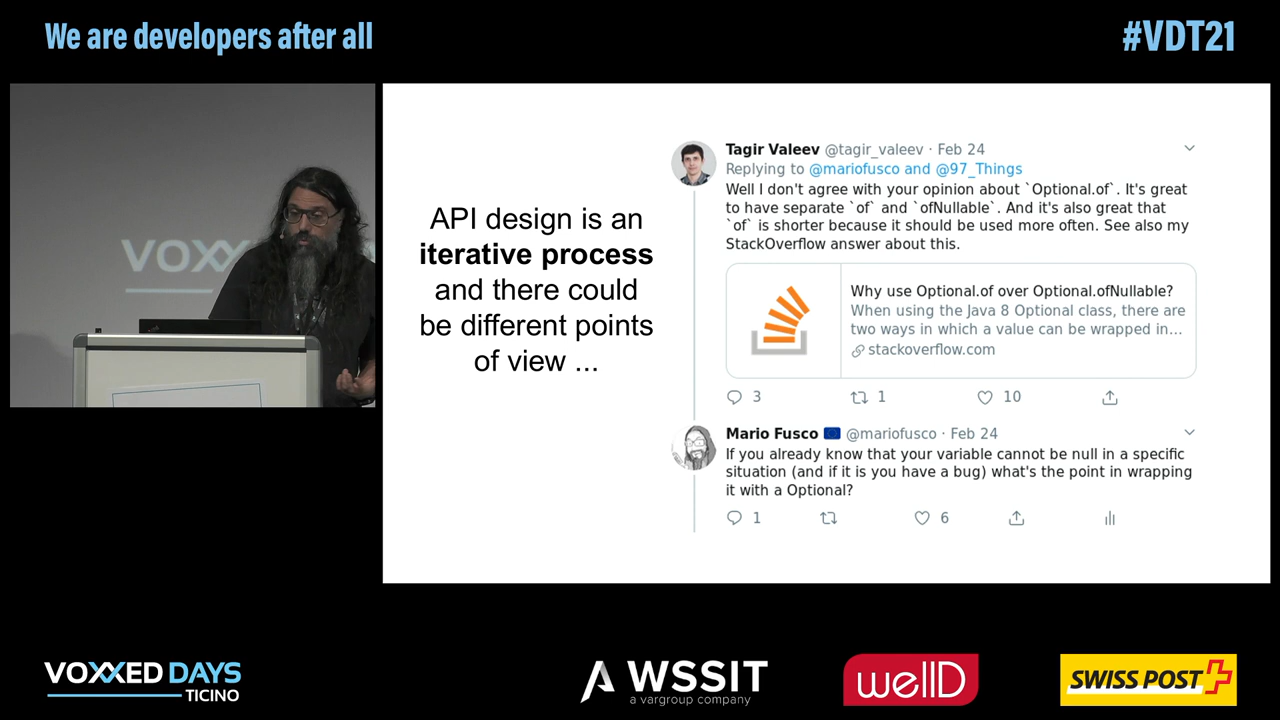 We are developers after all
#VDT21
VOXX D
API design is an
iterative process
and there could
be different points
of view ...
Tagir Valeev @tagir_valeev · Feb 24
Replying to @mariofusco and @97_Things
Well I don't agree with your opinion about `Optional.of`. It's great
to have separate `of` and `ofNullable`. And it's also great that
`of` is shorter because it should be used more often. See also my
StackOverflow answer about this.
Why use Optional.of over Optional.ofNullable?
When using the Java 8 Optional class, there are
two ways in which a value can be wrapped in...
stackoverflow.com
3 1 10
Mario Fusco @mariofusco · Feb 24
If you already know that your variable cannot be null in a specific
situation (and if it is you have a bug) what's the point in wrapping
it with a Optional?
1 6
VOXXED DAYS
TICINO
WSSIT
a vargroup company
wellD
SWISS POST